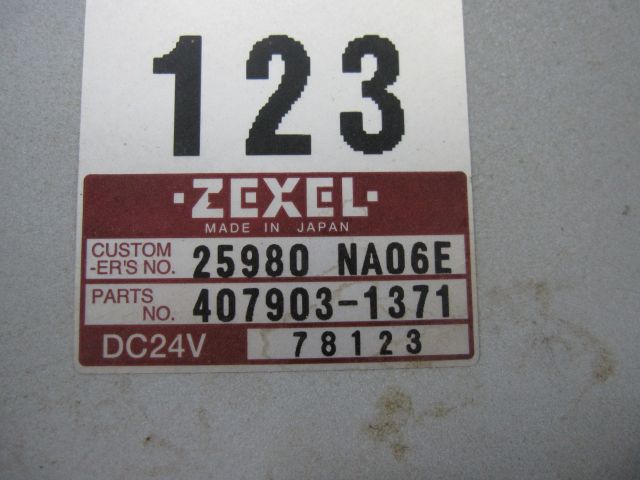 123
·ZEXEL·
MADE IN JAPAN
CUSTOM
-ER'S NO. 25980 NA06E
PARTS
NO. 407903-1371
DC24V 78123